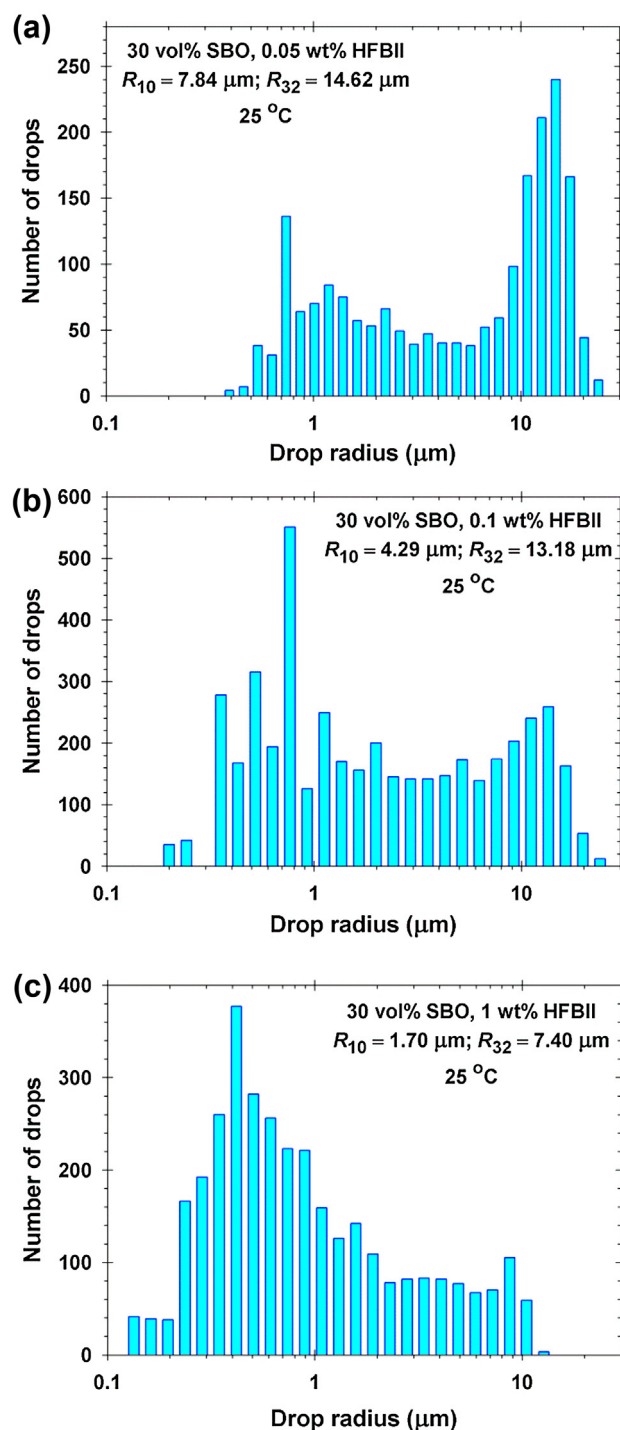 (a)
30 vol% SBO, 0.05 wt% HFBII
R10 = 7.84 μm; R32 = 14.62 μm
25 °C
Number of drops
250
200
150
100
50
0
0.1 1 10
Drop radius (μm)
(b)
30 vol% SBO, 0.1 wt% HFBII
R10 = 4.29 μm; R32 = 13.18 μm
25 °C
Number of drops
600
500
400
300
200
100
0
0.1 1 10
Drop radius (μm)
(c)
30 vol% SBO, 1 wt% HFBII
R10 = 1.70 μm; R32 = 7.40 μm
25 °C
Number of drops
400
300
200
100
0
0.1 1 10
Drop radius (μm)